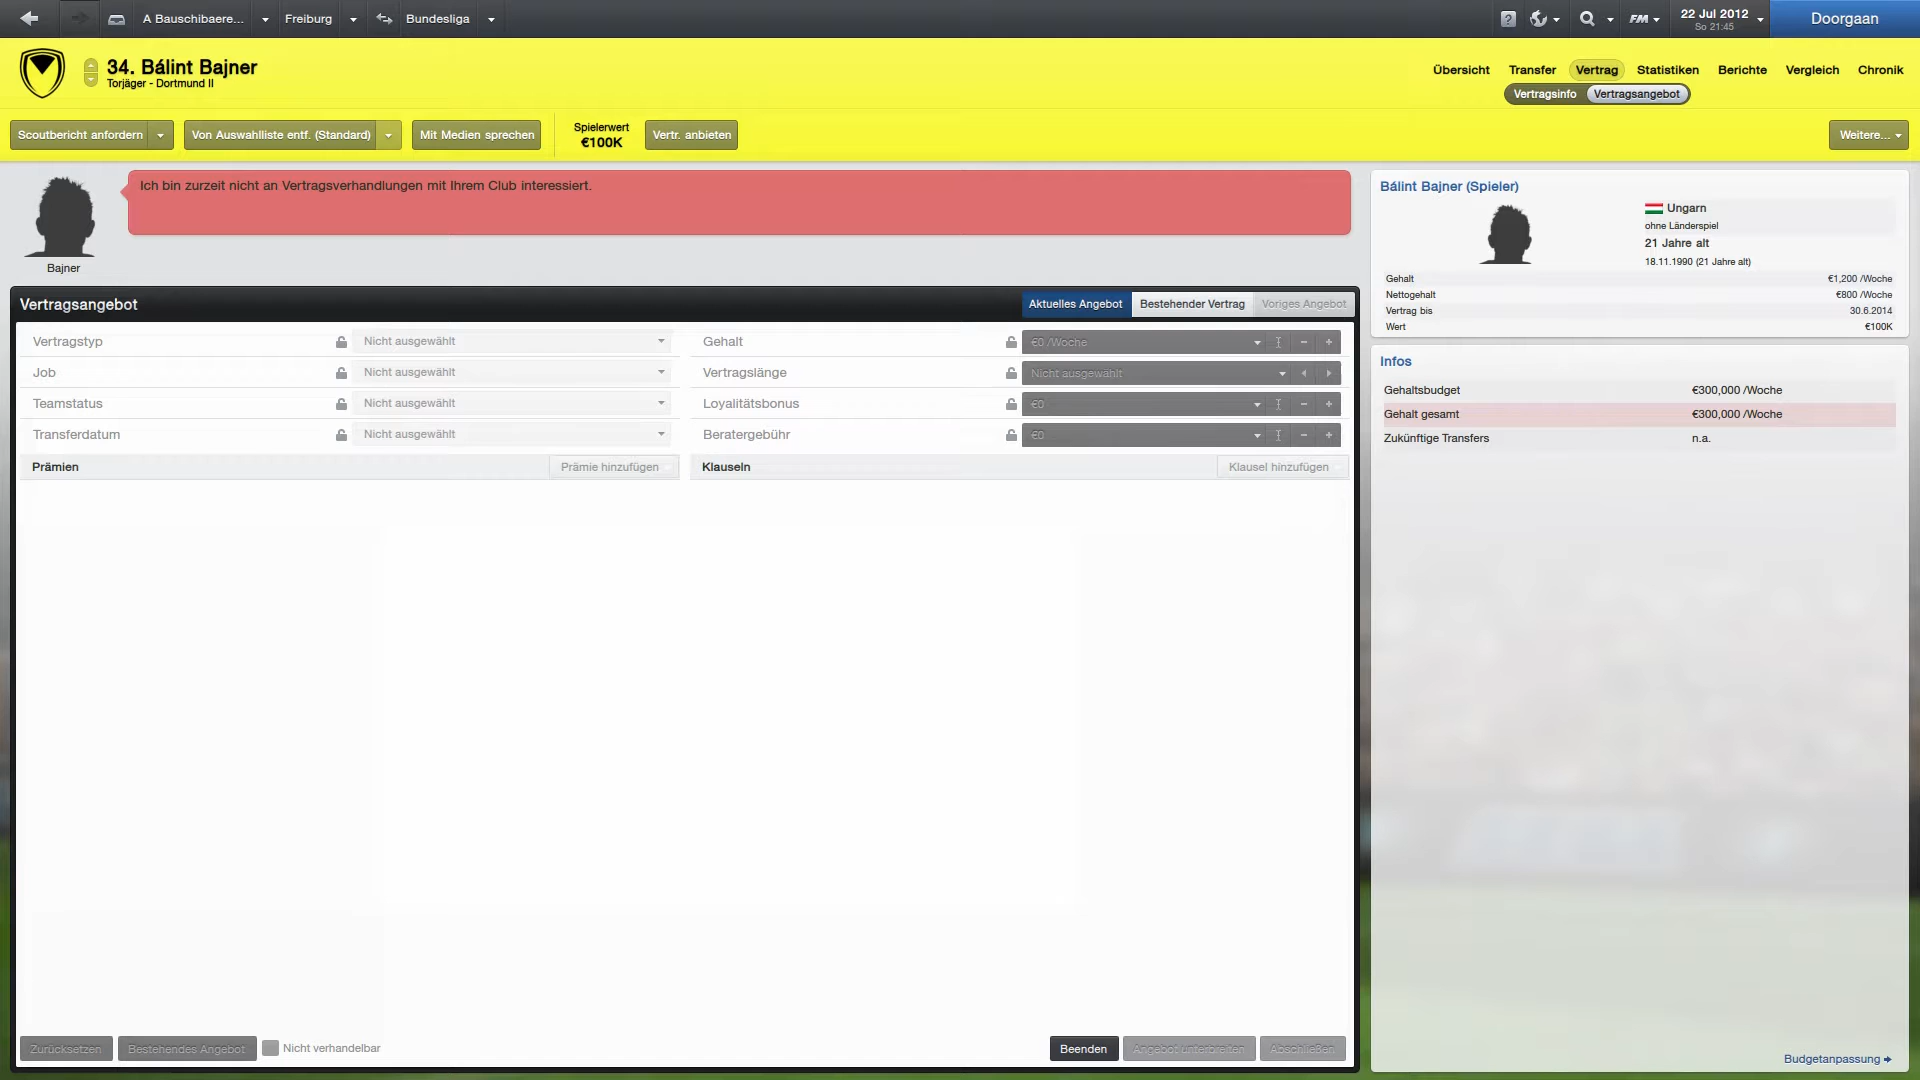 A Bauschibaere...
Freiburg
Bundesliga
?
FM
22 Jul 2012
So 21:45
Doorgaan
34. Bálint Bajner
Torjäger - Dortmund II
Übersicht
Transfer
Vertrag
Statistiken
Berichte
Vergleich
Chronik
Vertragsinfo
Vertragsangebot
Scoutbericht anfordern
Von Auswahlliste entf. (Standard)
Mit Medien sprechen
Spielerwert
€100K
Vertr. anbieten
Weitere...
Ich bin zurzeit nicht an Vertragsverhandlungen mit Ihrem Club interessiert.
Bajner
Bálint Bajner (Spieler)
Ungarn
ohne Länderspiel
21 Jahre alt
18.11.1990 (21 Jahre alt)
Gehalt €1,200 /Woche
Nettogehalt €800 /Woche
Vertrag bis 30.6.2014
Wert €100K
Vertragsangebot
Aktuelles Angebot
Bestehender Vertrag
Voriges Angebot
Vertragstyp Nicht ausgewählt
Gehalt €0 /Woche
Job Nicht ausgewählt
Vertragslänge Nicht ausgewählt
Teamstatus Nicht ausgewählt
Loyalitätsbonus €0
Transferdatum Nicht ausgewählt
Beratergebühr €0
Prämien
Prämie hinzufügen
Klauseln
Klausel hinzufügen
Infos
Gehaltsbudget €300,000 /Woche
Gehalt gesamt €300,000 /Woche
Zukünftige Transfers n.a.
Zurücksetzen
Bestehendes Angebot
Nicht verhandelbar
Beenden
Angebot unterbreiten
Abschließen
Budgetanpassung